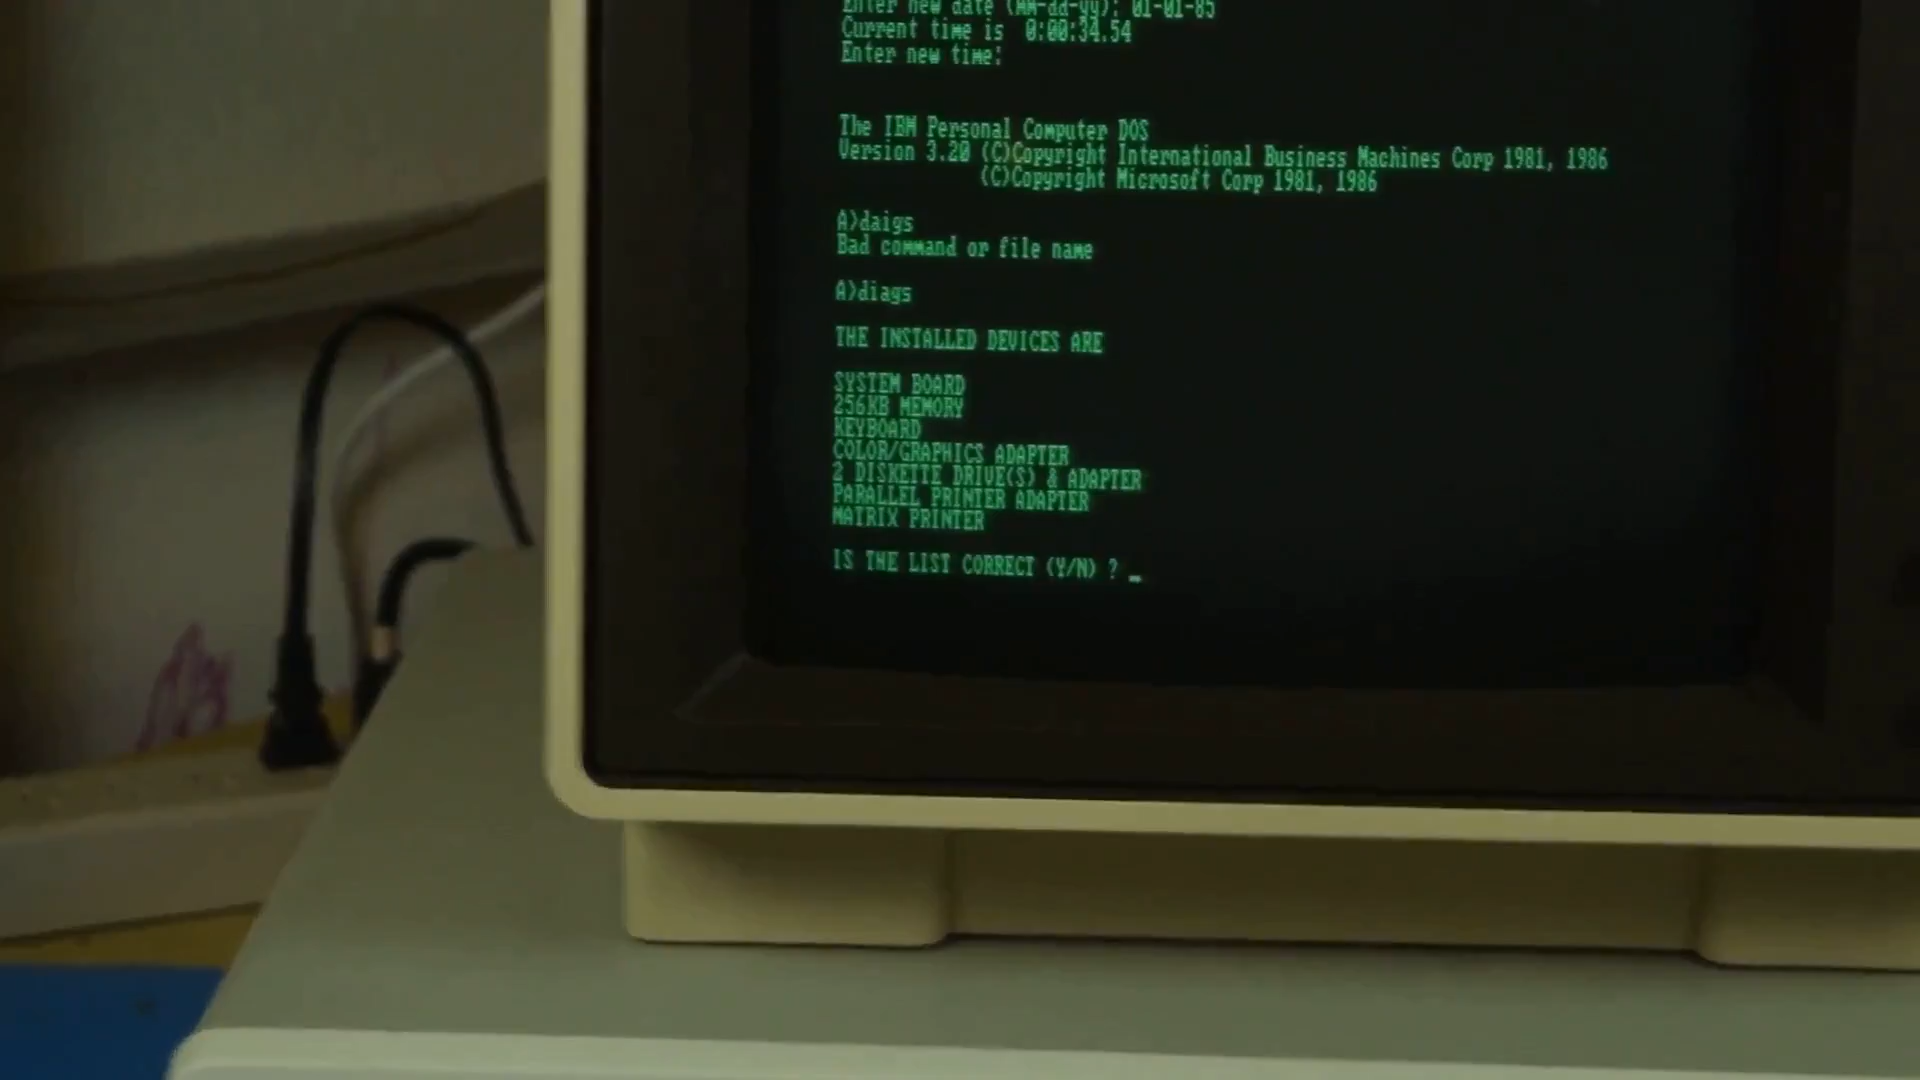 Enter new date (mm-dd-yy): 01-01-85
Current time is  0:00:34.54
Enter new time:
The IBM Personal Computer DOS
Version 3.20 (C)Copyright International Business Machines Corp 1981, 1986
(C)Copyright Microsoft Corp 1981, 1986
A>daigs
Bad command or file name
A>diags
THE INSTALLED DEVICES ARE
SYSTEM BOARD
256KB MEMORY
KEYBOARD
COLOR/GRAPHICS ADAPTER
2 DISKETTE DRIVE(S) & ADAPTER
PARALLEL PRINTER ADAPTER
MATRIX PRINTER
IS THE LIST CORRECT (Y/N) ? _